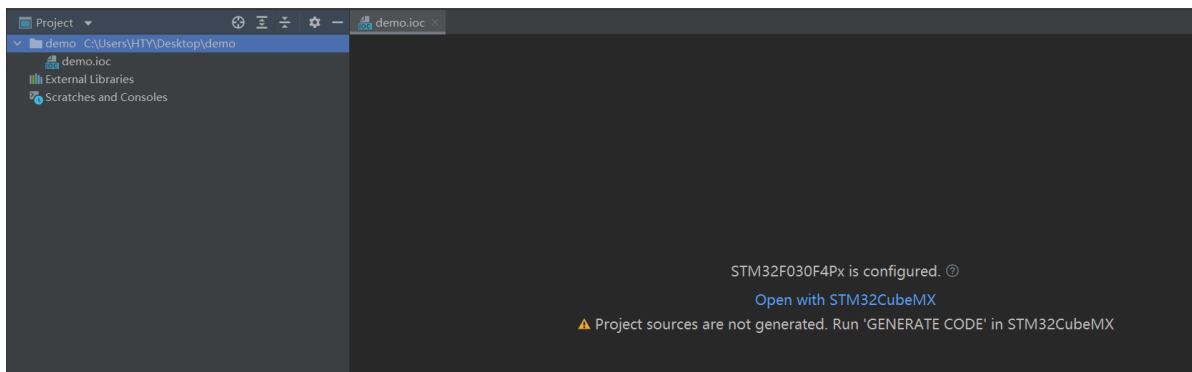 Project
demo.ioc
demo C:\Users\HTY\Desktop\demo
demo.ioc
External Libraries
Scratches and Consoles
STM32F030F4Px is configured.
Open with STM32CubeMX
Project sources are not generated. Run 'GENERATE CODE' in STM32CubeMX